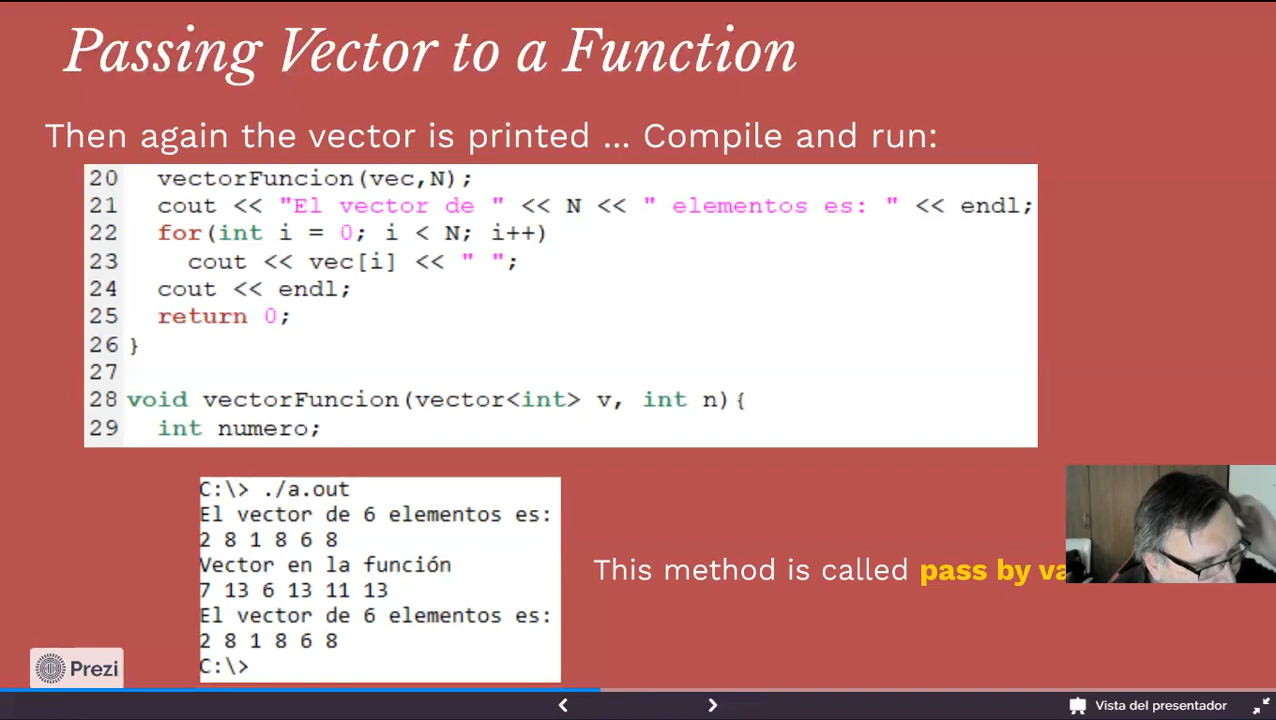 Passing Vector to a Function
Then again the vector is printed ... Compile and run:
20 vectorFuncion(vec,N);
21 cout << "El vector de " << N << " elementos es: " << endl;
22 for(int i = 0; i < N; i++)
23 cout << vec[i] << " ";
24 cout << endl;
25 return 0;
26 }
27
28 void vectorFuncion(vector<int> v, int n){
29 int numero;
C:\> ./a.out
El vector de 6 elementos es:
2 8 1 8 6 8
Vector en la función
7 13 6 13 11 13
El vector de 6 elementos es:
2 8 1 8 6 8
C:\>
This method is called pass by
Prezi
Vista del presentador